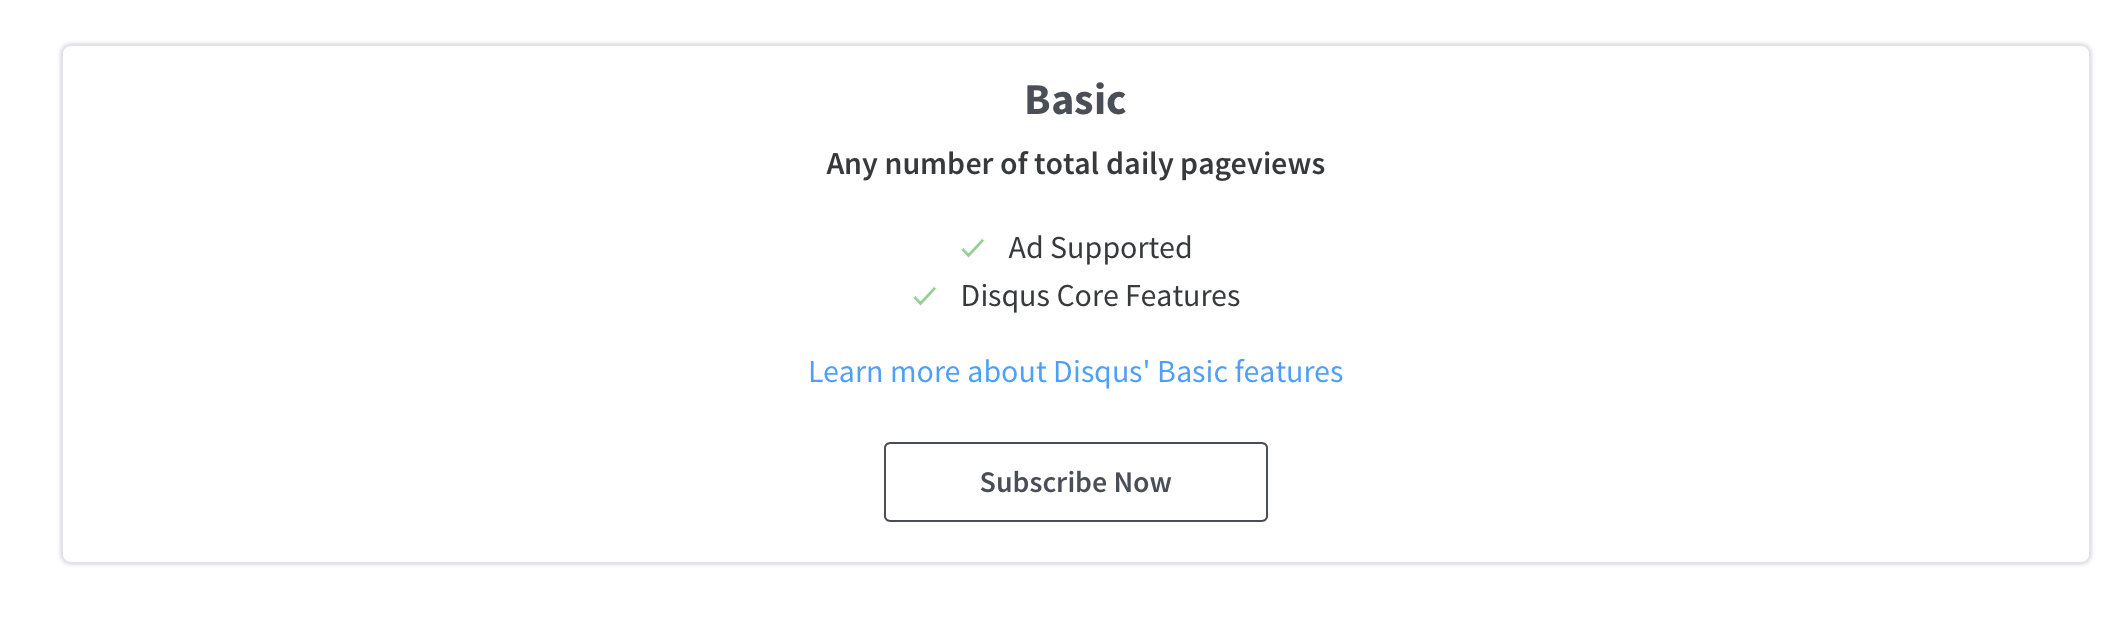 Basic
Any number of total daily pageviews
Ad Supported
Disqus Core Features
Learn more about Disqus' Basic features
Subscribe Now